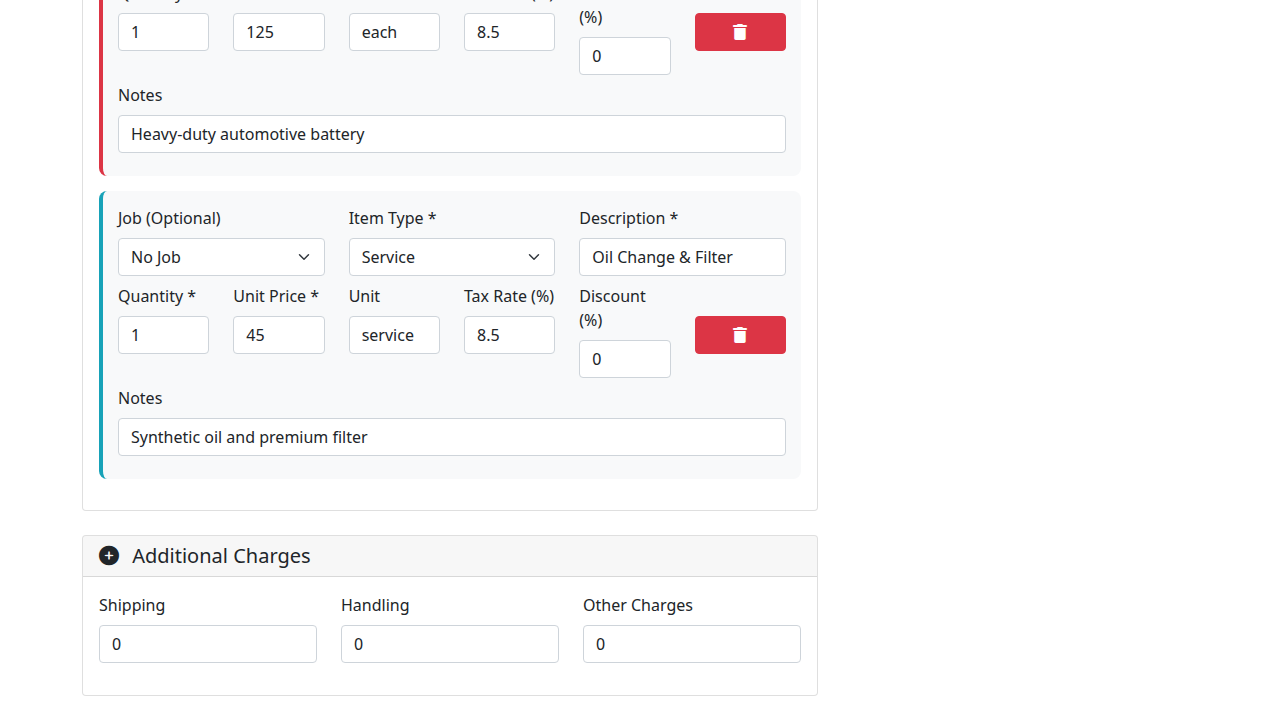 (%)
1 125 each 8.5
0
Notes
Heavy-duty automotive battery
Job (Optional) Item Type * Description *
No Job Service Oil Change & Filter
Quantity * Unit Price * Unit Tax Rate (%) Discount (%)
1 45 service 8.5 0
Notes
Synthetic oil and premium filter
Additional Charges
Shipping Handling Other Charges
0 0 0